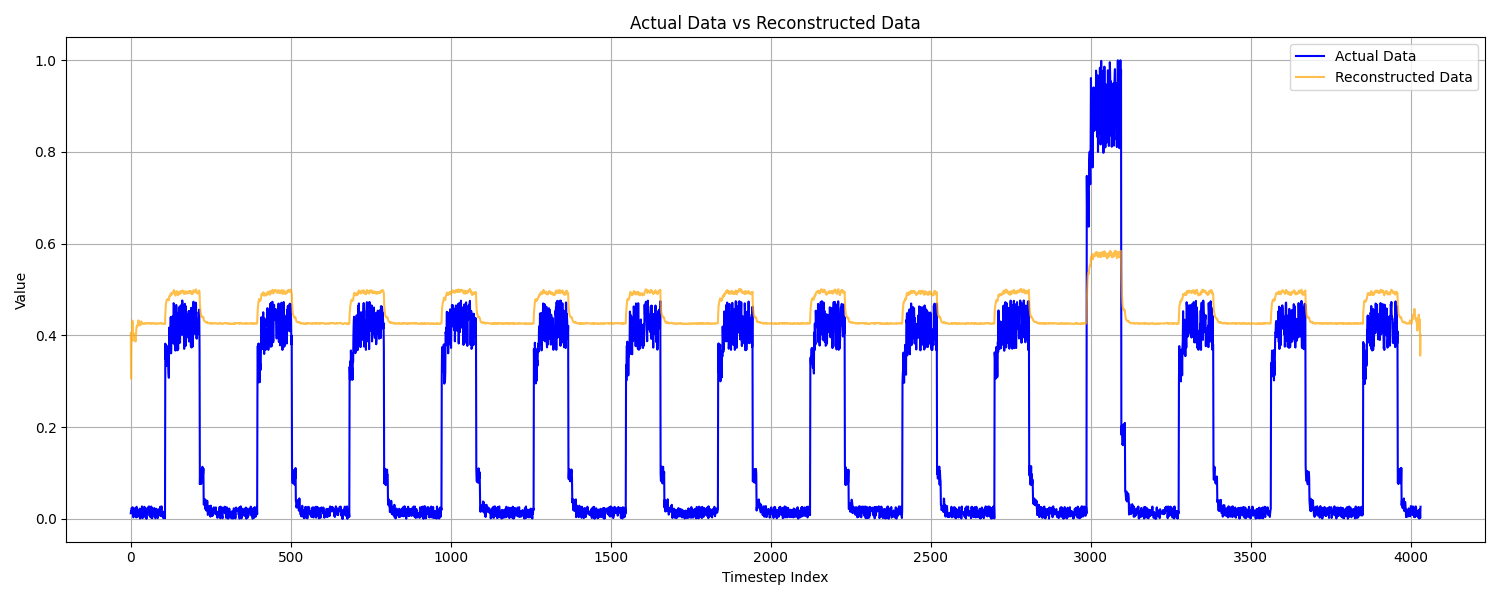 Actual Data vs Reconstructed Data
Actual Data
Reconstructed Data
Value
1.0
0.8
0.6
0.4
0.2
0.0
0 500 1000 1500 2000 2500 3000 3500 4000
Timestep Index